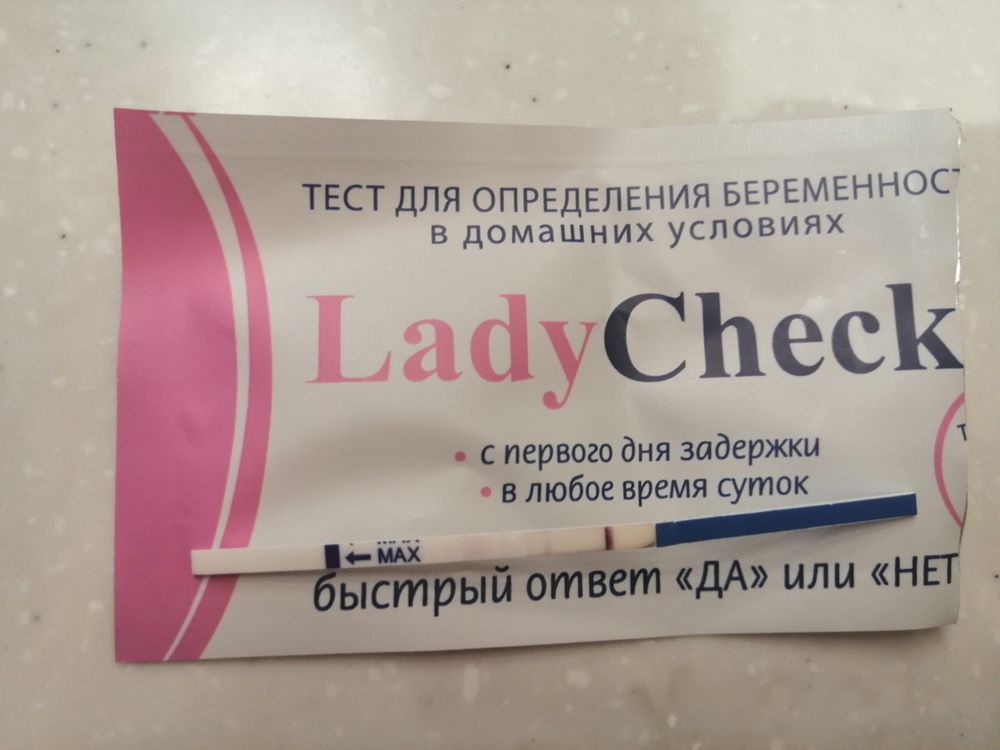 ТЕСТ ДЛЯ ОПРЕДЕЛЕНИЯ БЕРЕМЕННОСТ
в домашних условиях
LadyCheck
• с первого дня задержки
• в любое время суток
MAX
быстрый ответ «ДА» или «НЕТ